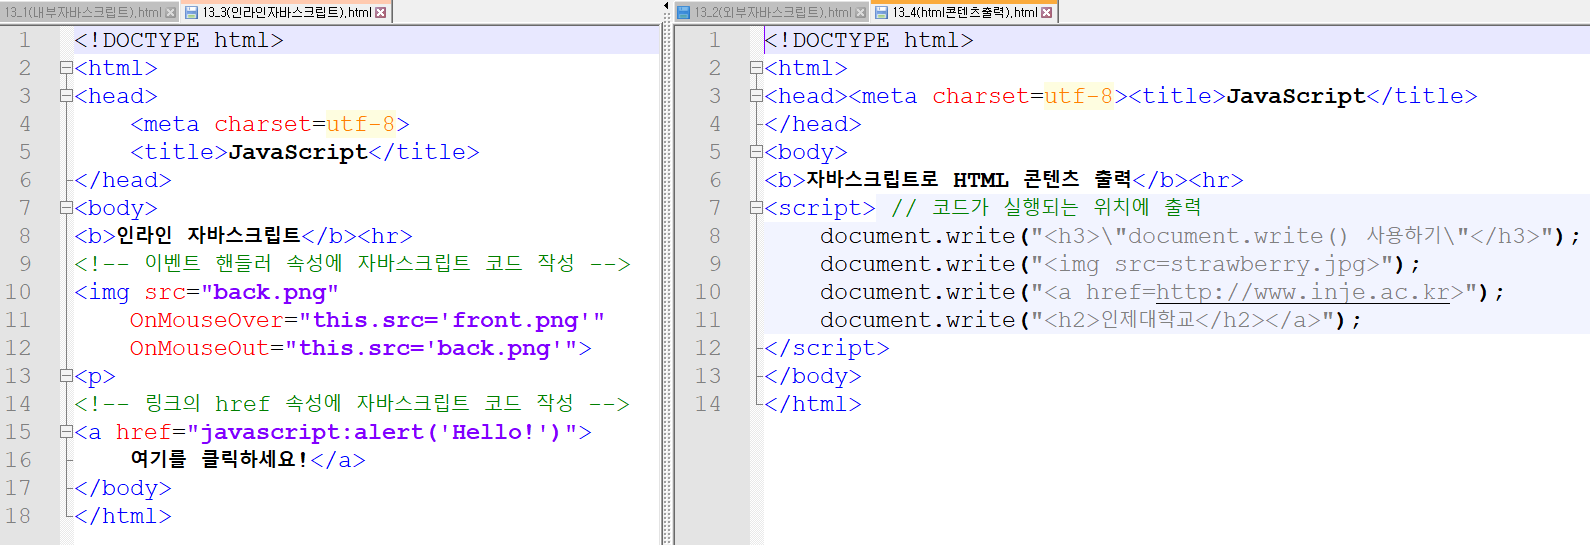 13_1(내부자바스크립트).html 13_3(인라인자바스크립트).html
1 <!DOCTYPE html>
2 <html>
3 <head>
4 <meta charset=utf-8>
5 <title>JavaScript</title>
6 </head>
7 <body>
8 <b>인라인 자바스크립트</b><hr>
9 <!-- 이벤트 핸들러 속성에 자바스크립트 코드 작성 -->
10 <img src="back.png"
11 OnMouseOver="this.src='front.png'"
12 OnMouseOut="this.src='back.png'">
13 <p>
14 <!-- 링크의 href 속성에 자바스크립트 코드 작성 -->
15 <a href="javascript:alert('Hello!')">
16 여기를 클릭하세요!</a>
17 </body>
18 </html>
13_2(외부자바스크립트).html 13_4(html콘텐츠출력).html
1 <!DOCTYPE html>
2 <html>
3 <head><meta charset=utf-8><title>JavaScript</title>
4 </head>
5 <body>
6 <b>자바스크립트로 HTML 콘텐츠 출력</b><hr>
7 <script> // 코드가 실행되는 위치에 출력
8 document.write("<h3>\"document.write() 사용하기\"</h3>");
9 document.write("<img src=strawberry.jpg>");
10 document.write("<a href=http://www.inje.ac.kr>");
11 document.write("<h2>인제대학교</h2></a>");
12 </script>
13 </body>
14 </html>